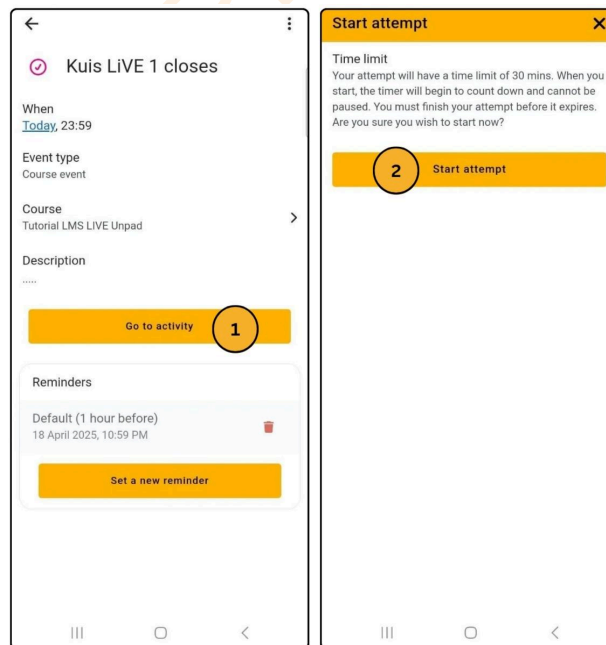 Kuis LiVE 1 closes
When
Today, 23:59
Event type
Course event
Course
Tutorial LMS LIVE Unpad
Description
.....
Go to activity
1
Reminders
Default (1 hour before)
18 April 2025, 10:59 PM
Set a new reminder
Start attempt
Time limit
Your attempt will have a time limit of 30 mins. When you
start, the timer will begin to count down and cannot be
paused. You must finish your attempt before it expires.
Are you sure you wish to start now?
2
Start attempt